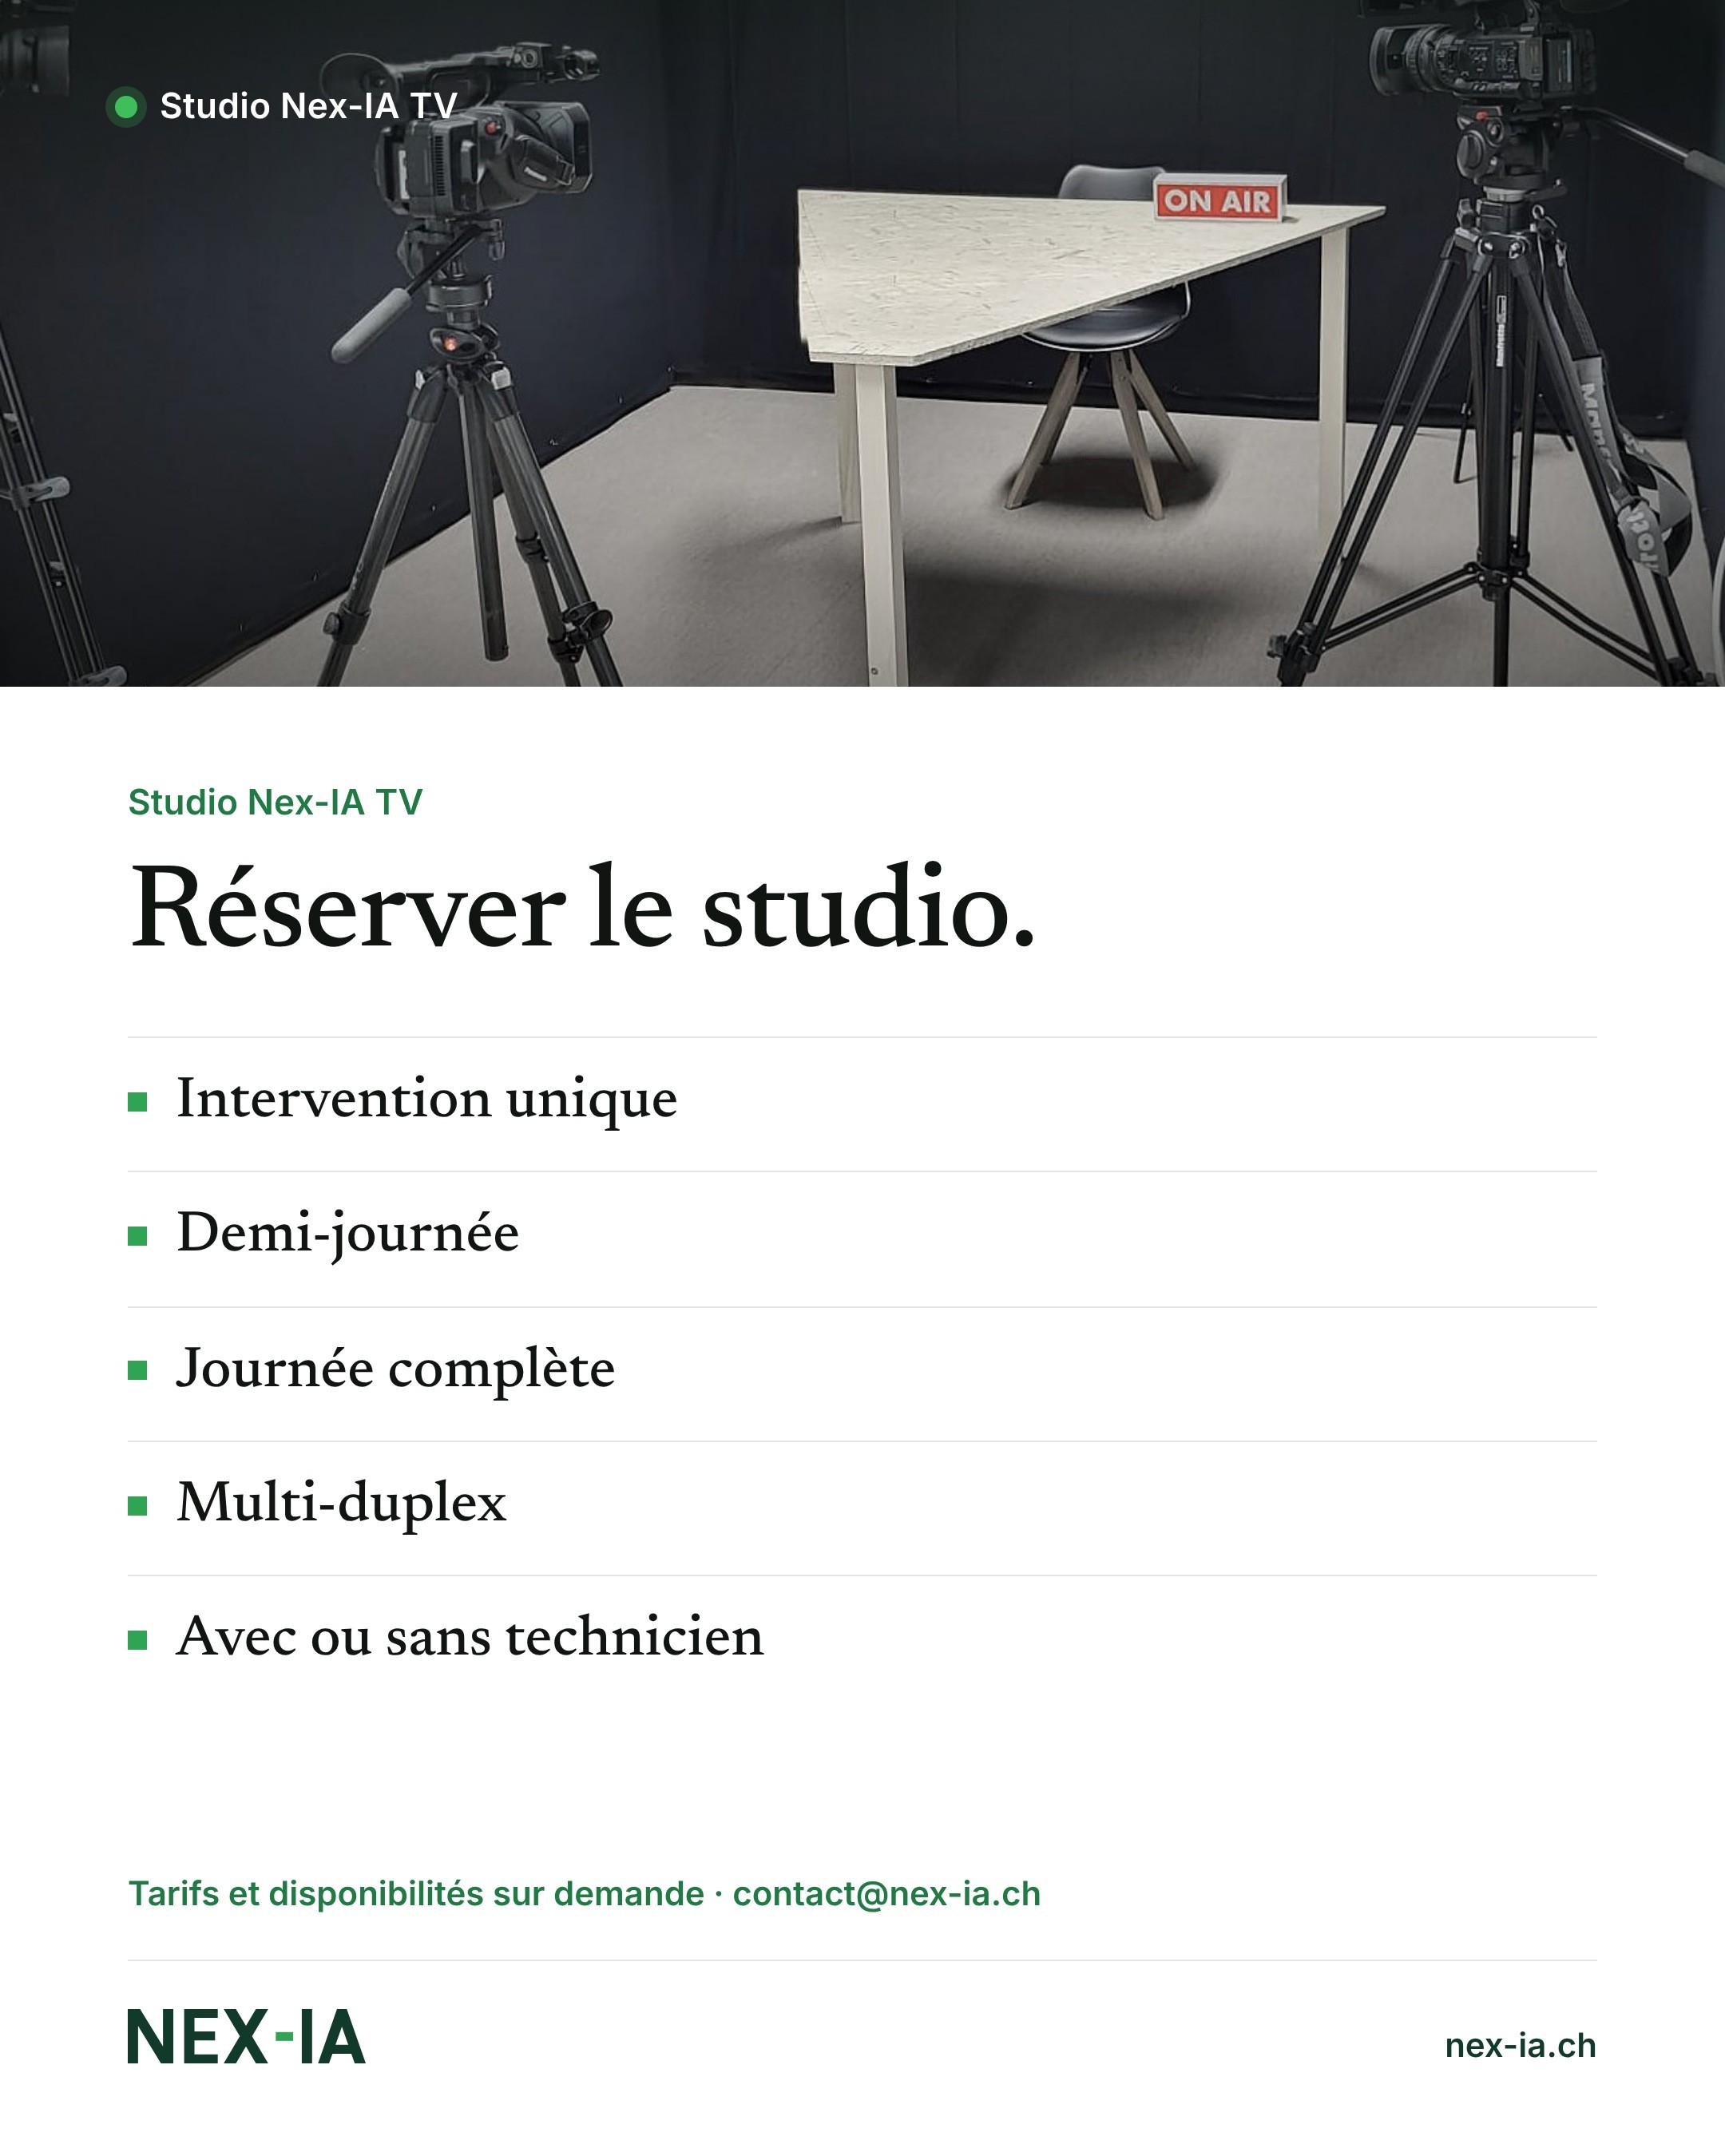 Studio Nex-IA TV
Panasonic
ON AIR
Manfrotto
Studio Nex-IA TV
Réserver le studio.
Intervention unique
Demi-journée
Journée complète
Multi-duplex
Avec ou sans technicien
Tarifs et disponibilités sur demande · contact@nex-ia.ch
NEX-IA
nex-ia.ch